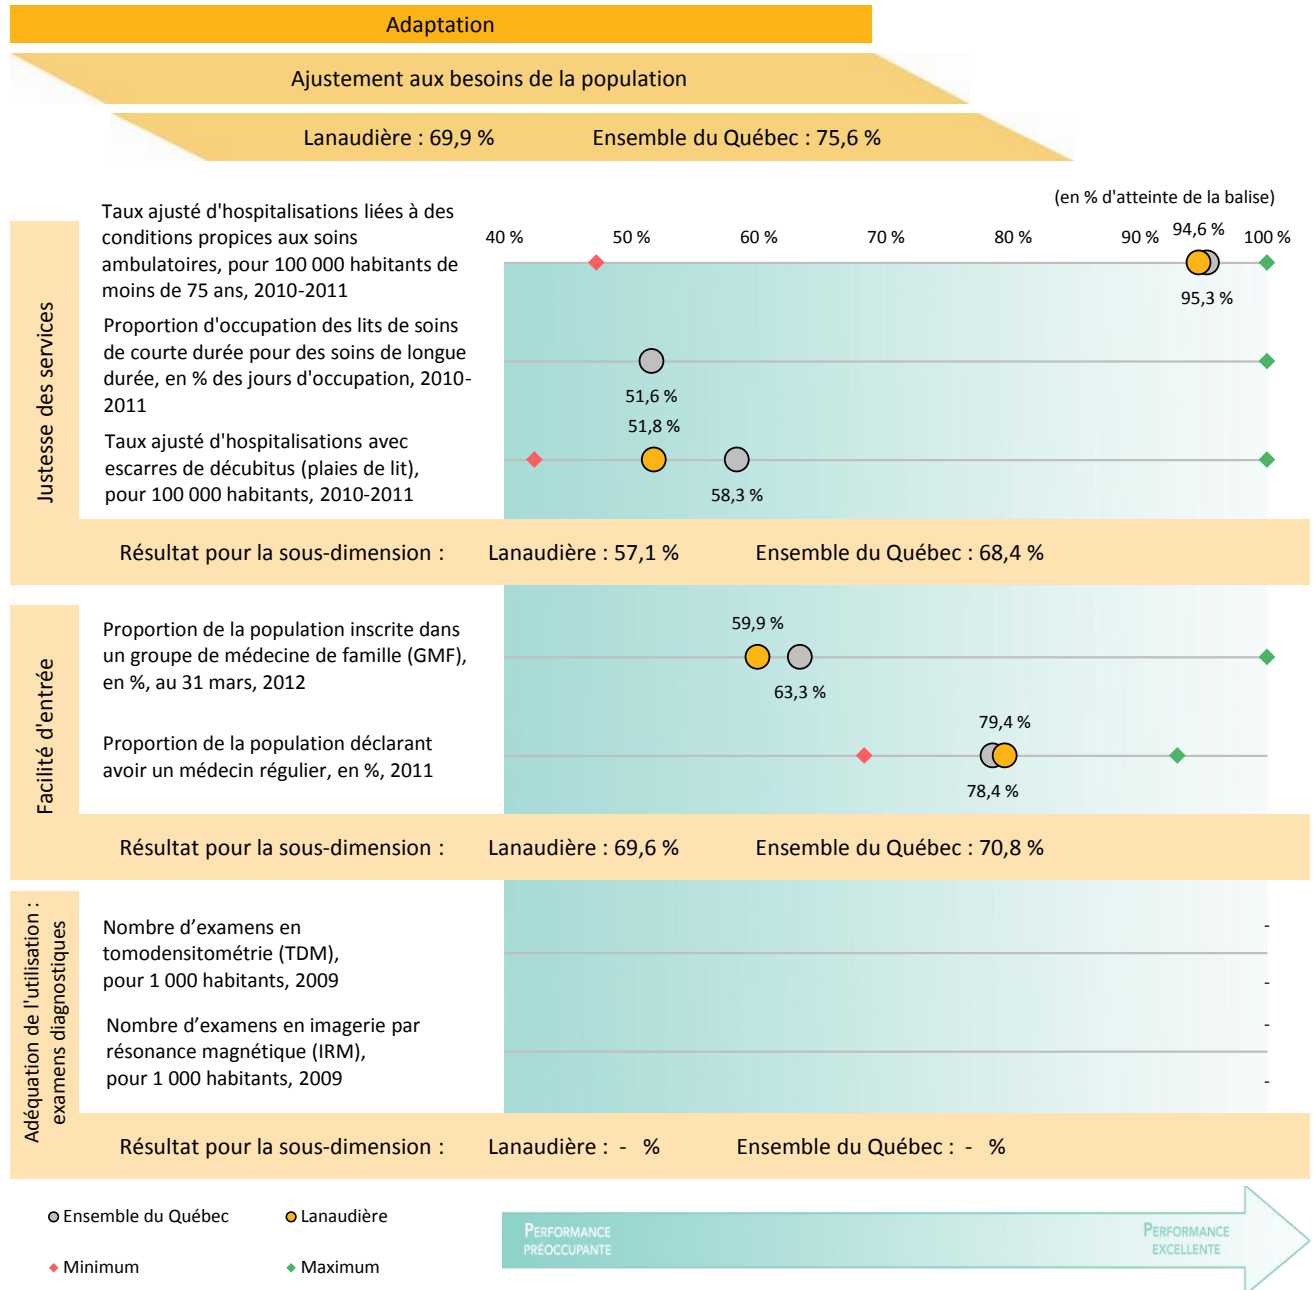 Adaptation
Ajustement aux besoins de la population
Lanaudière : 69,9 % Ensemble du Québec : 75,6 %
(en % d'atteinte de la balise)
40 % 50 % 60 % 70 % 80 % 90 % 100 %
Justesse des services
Taux ajusté d'hospitalisations liées à des
conditions propices aux soins
ambulatoires, pour 100 000 habitants de
moins de 75 ans, 2010-2011
94,6 %
95,3 %
Proportion d'occupation des lits de soins
de courte durée pour des soins de longue
durée, en % des jours d'occupation, 2010-
2011
51,6 %
Taux ajusté d'hospitalisations avec
escarres de décubitus (plaies de lit),
pour 100 000 habitants, 2010-2011
51,8 %
58,3 %
Résultat pour la sous-dimension : Lanaudière : 57,1 % Ensemble du Québec : 68,4 %
Facilité d'entrée
Proportion de la population inscrite dans
un groupe de médecine de famille (GMF),
en %, au 31 mars, 2012
59,9 %
63,3 %
Proportion de la population déclarant
avoir un médecin régulier, en %, 2011
79,4 %
78,4 %
Résultat pour la sous-dimension : Lanaudière : 69,6 % Ensemble du Québec : 70,8 %
Adéquation de l'utilisation :
examens diagnostiques
Nombre d’examens en
tomodensitométrie (TDM),
pour 1 000 habitants, 2009
-
-
Nombre d’examens en imagerie par
résonance magnétique (IRM),
pour 1 000 habitants, 2009
-
-
Résultat pour la sous-dimension : Lanaudière : - % Ensemble du Québec : - %
Ensemble du Québec Lanaudière
Minimum Maximum
PERFORMANCE
PRÉOCCUPANTE
PERFORMANCE
EXCELLENTE